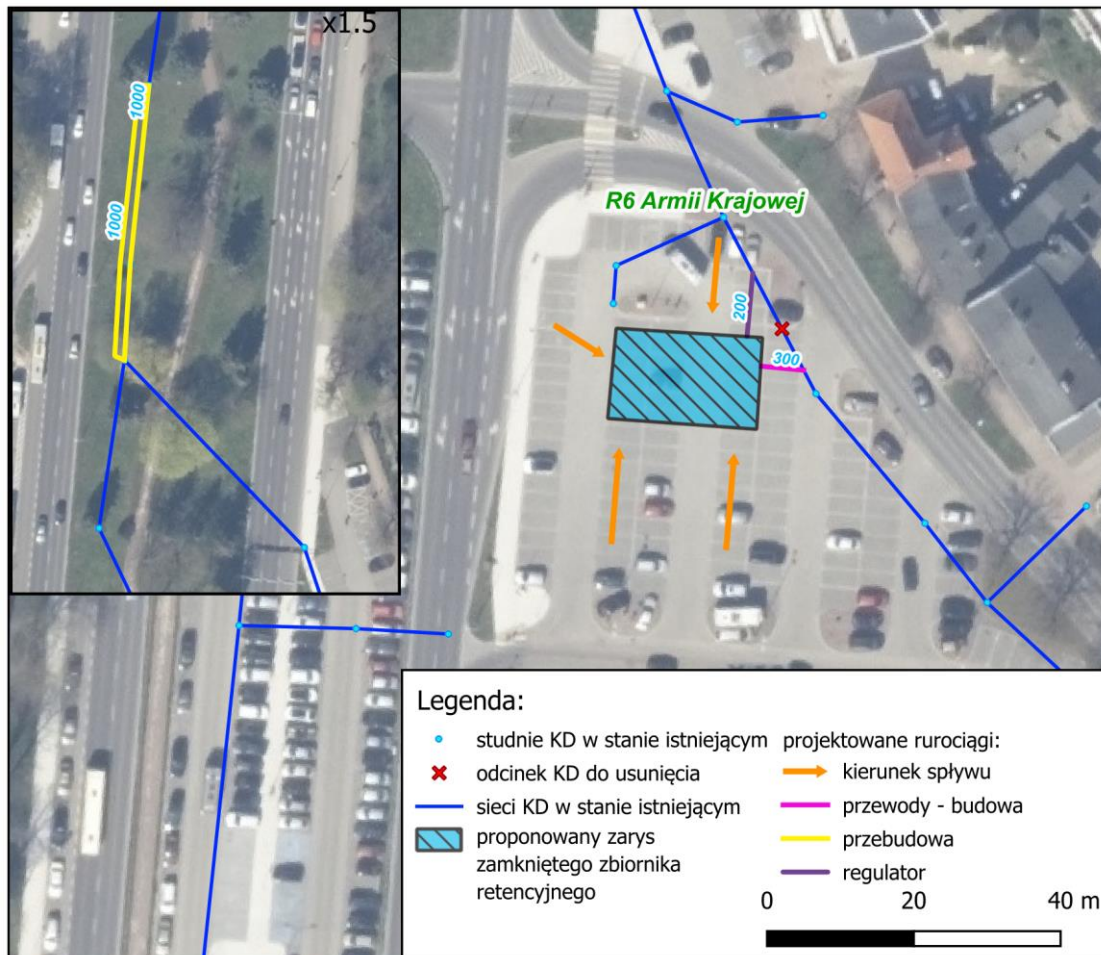 x1.5
1000
1000
R6 Armii Krajowej
200
300
Legenda:
studnie KD w stanie istniejącym
odcinek KD do usunięcia
sieci KD w stanie istniejącym
proponowany zarys
zamkniętego zbiornika
retencyjnego
projektowane rurociągi:
kierunek spływu
przewody - budowa
przebudowa
regulator
0 20 40 m